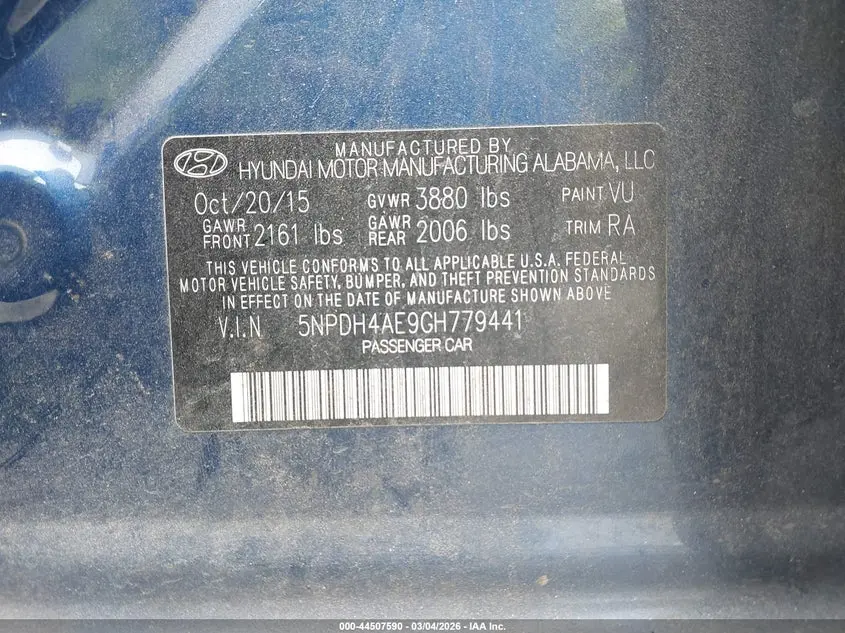 MANUFACTURED BY
HYUNDAI MOTOR MANUFACTURING ALABAMA, LLC
Oct/20/15 GVWR 3880 lbs PAINT VU
GAWR FRONT 2161 lbs GAWR REAR 2006 lbs TRIM RA
THIS VEHICLE CONFORMS TO ALL APPLICABLE U.S.A. FEDERAL
MOTOR VEHICLE SAFETY, BUMPER, AND THEFT PREVENTION STANDARDS
IN EFFECT ON THE DATE OF MANUFACTURE SHOWN ABOVE
V.I.N 5NPDH4AE9GH779441
PASSENGER CAR
000-44507590 - 03/04/2026 - IAA Inc.